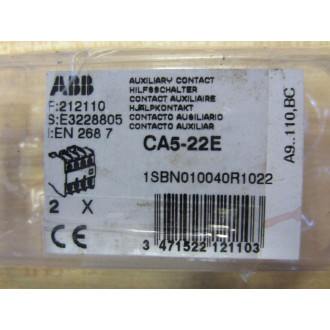 ABB
F:212110
S:E3228805
I:EN 268 7
AUXILIARY CONTACT
HILFSSCHALTER
CONTACT AUXILIAIRE
HJÄLPKONTAKT
CONTACTO AUSILIARIO
CONTACTO AUXILIAR
CA5-22E
1SBN010040R1022
2 X
CE
3 471522 121103
A9..110,BC